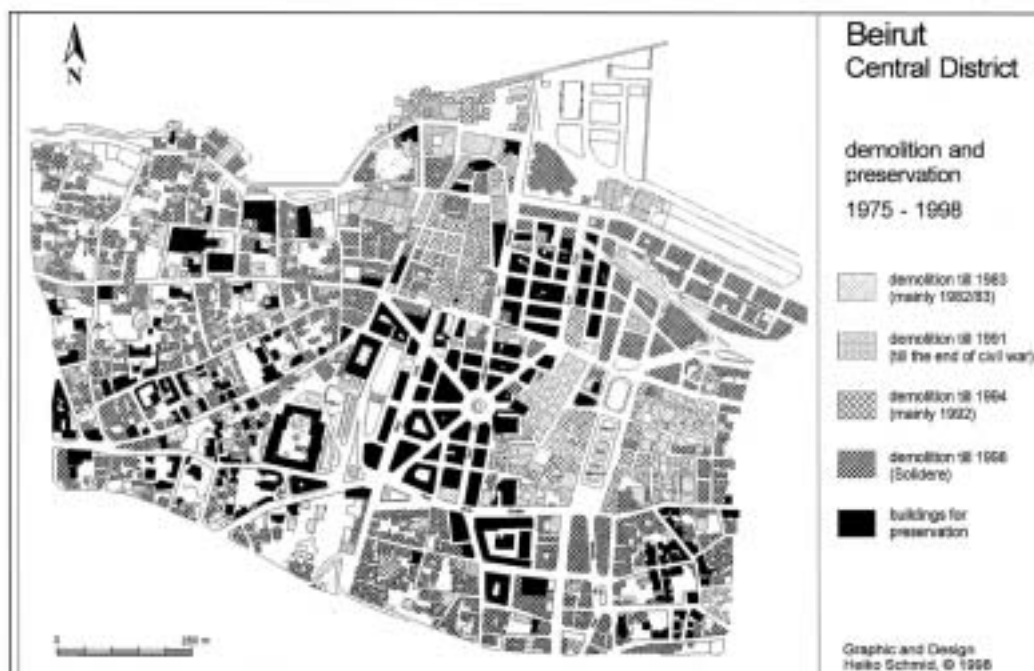 N
Beirut
Central District
demolition and
preservation
1975 - 1998
demolition till 1983
(mainly 1982/83)
demolition till 1991
(till the end of civil war)
demolition till 1994
(mainly 1992)
demolition till 1998
(Solidere)
buildings for
preservation
0
Graphic and Design
Heiko Schmid, © 1998